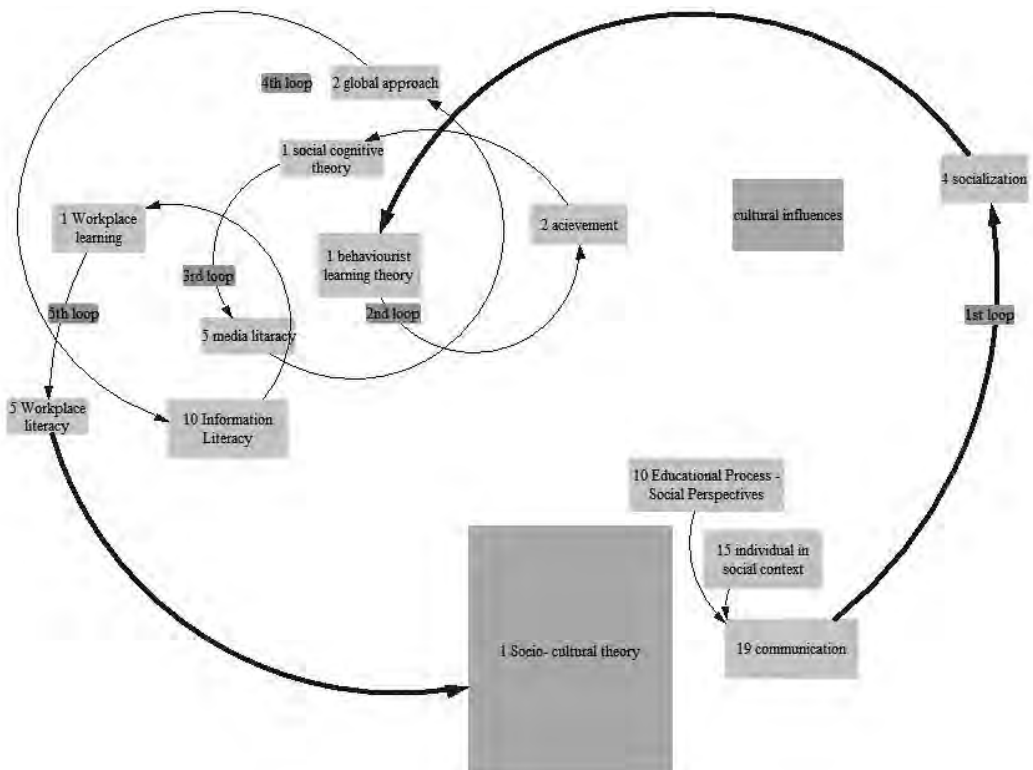 4th loop
2 global approach
1 social cognitive
theory
4 socialization
cultural influences
1 Workplace
learning
2 acievement
1 behaviourist
learning theory
3rd loop
5th loop
2nd loop
1st loop
5 media litaracy
5 Workplace
literacy
10 Information
Literacy
10 Educational Process -
Social Perspectives
15 individual in
social context
1 Socio- cultural theory
19 communication